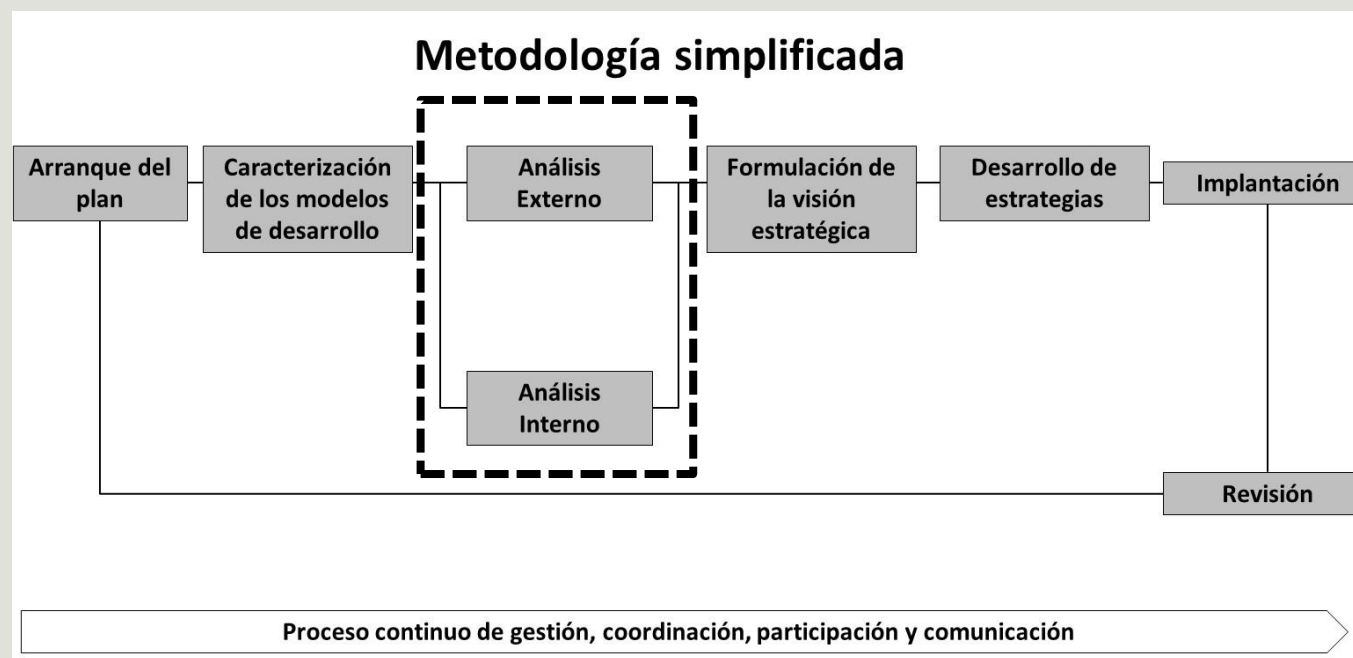 Metodología simplificada
Arranque del
plan
Caracterización
de los modelos
de desarrollo
Análisis
Externo
Análisis
Interno
Formulación de
la visión
estratégica
Desarrollo de
estrategias
Implantación
Revisión
Proceso continuo de gestión, coordinación, participación y comunicación